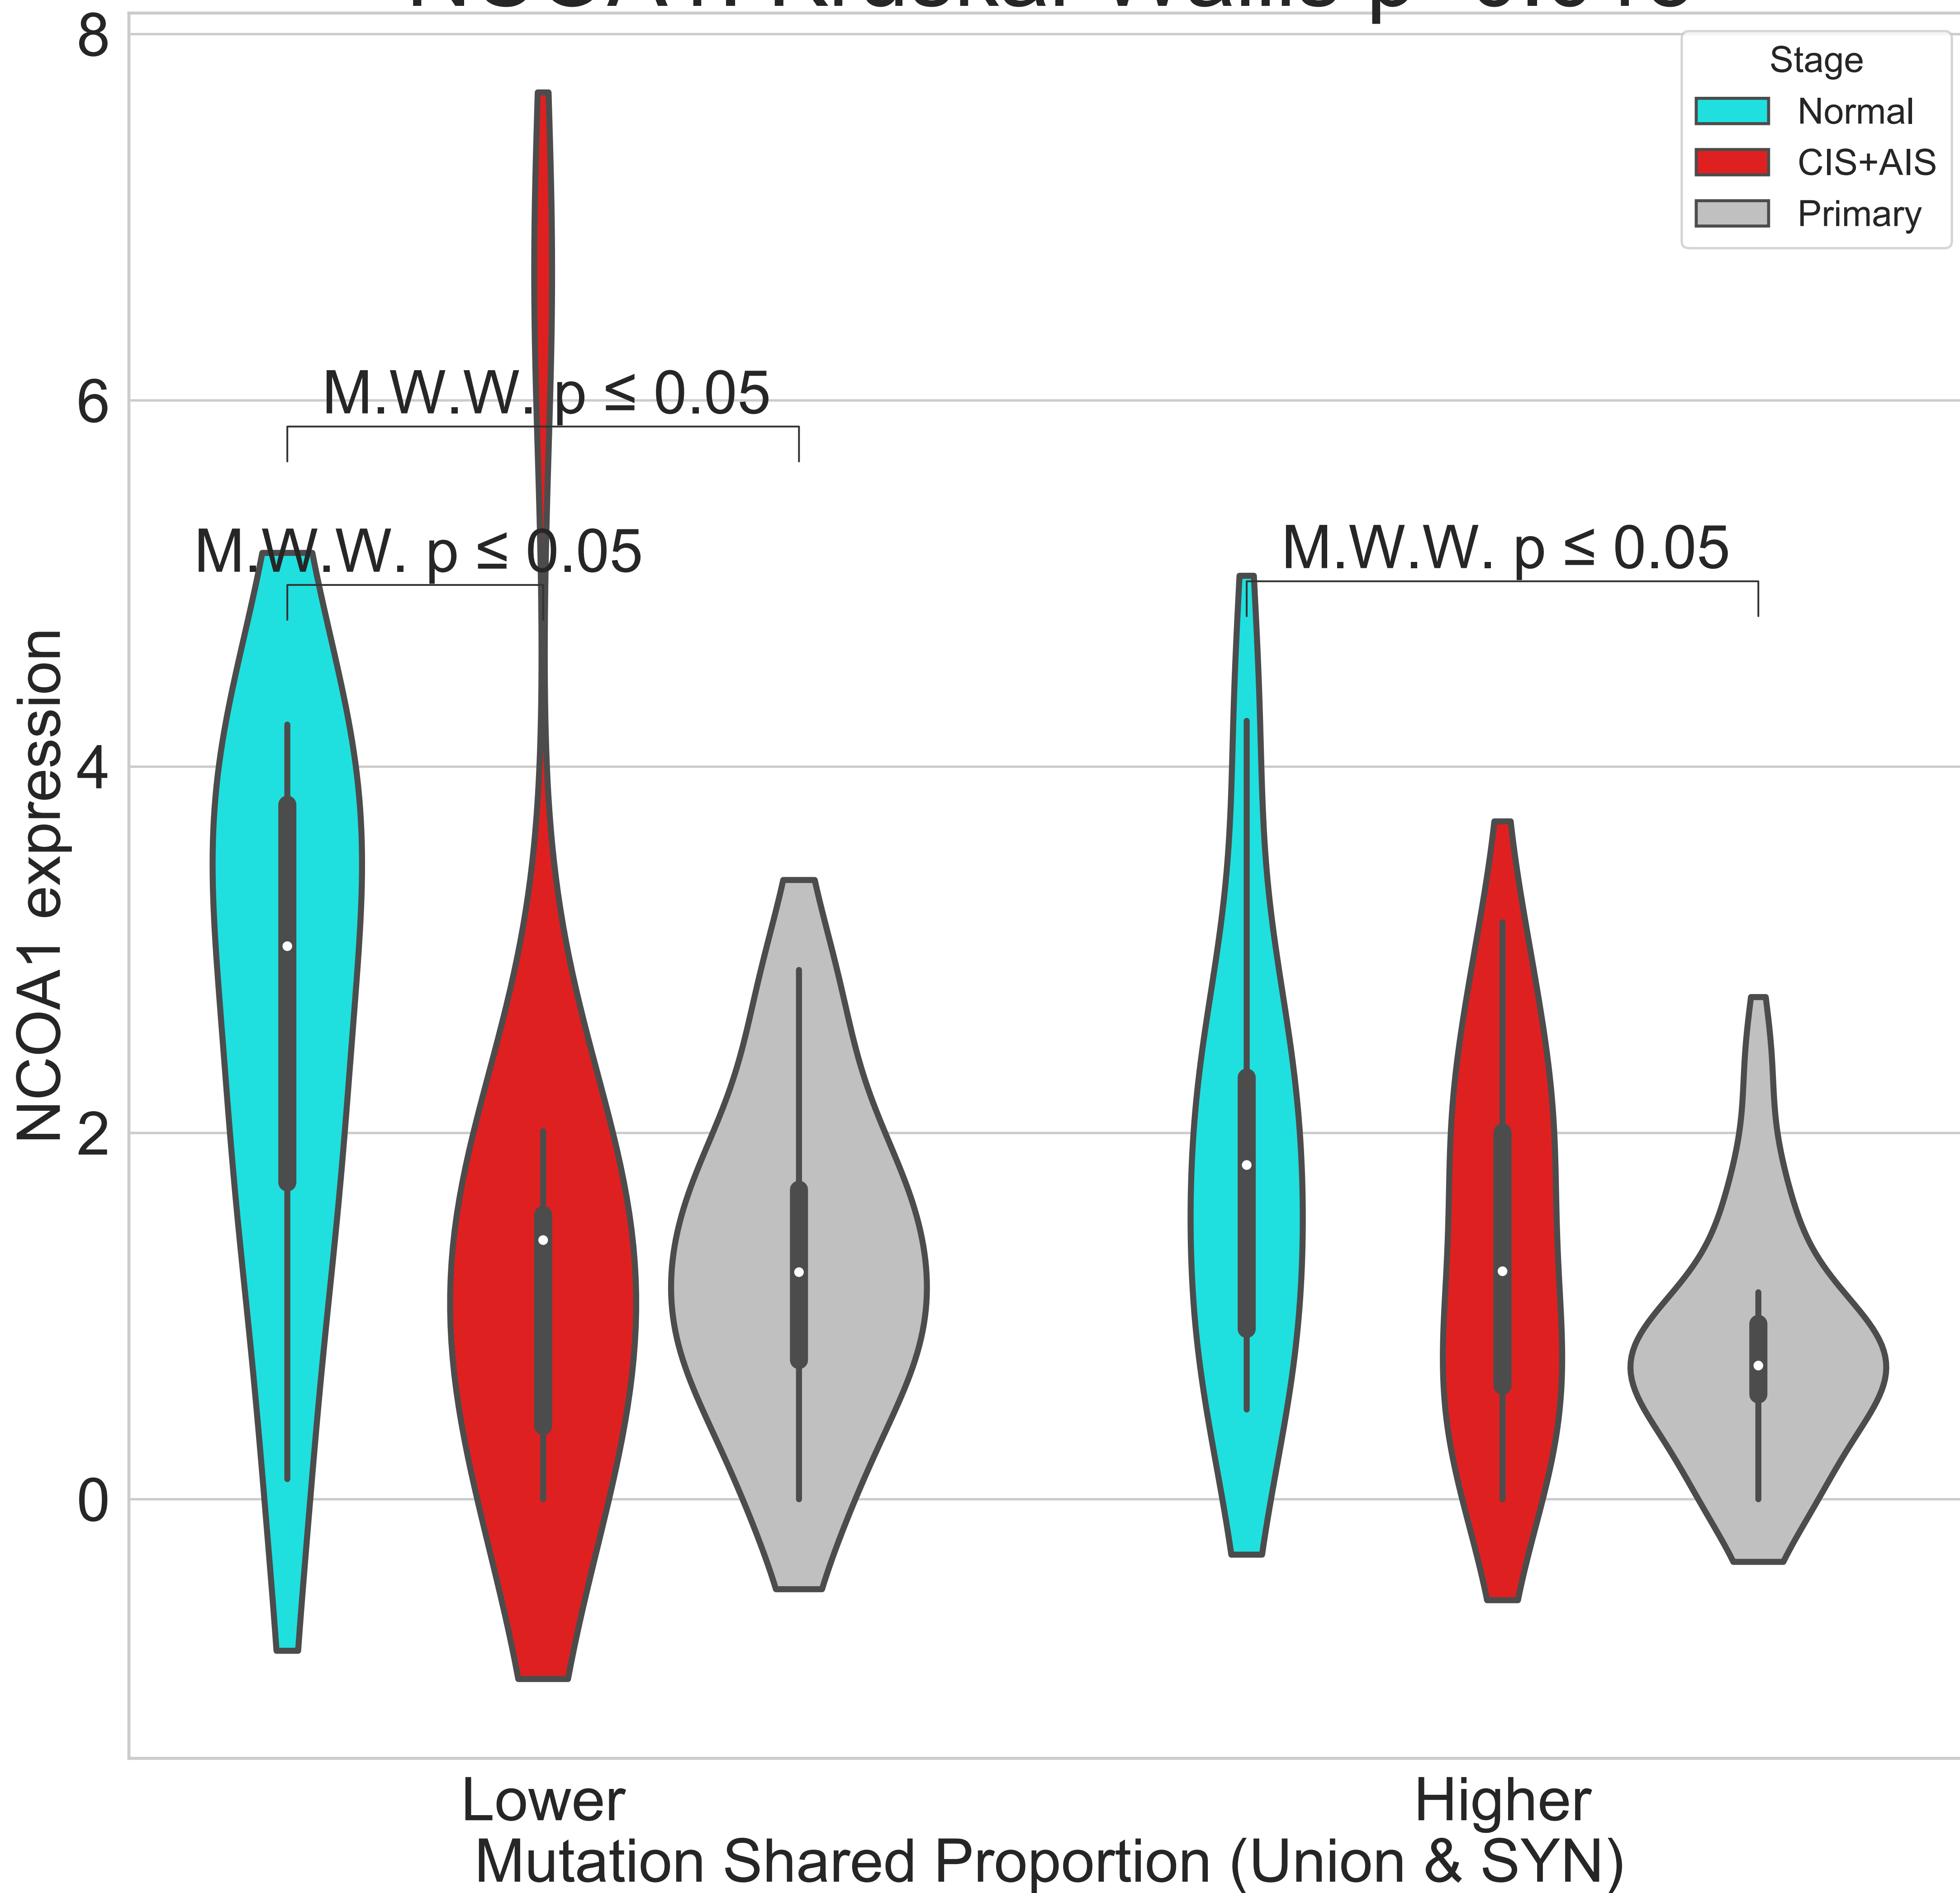 8
Stage
Normal
CIS+AIS
Primary
M.W.W. p ≤ 0.05
6
M.W.W. p ≤ 0.05
M.W.W. p ≤ 0.05
NCOA1 expression
4
2
0
Lower
Higher
Mutation Shared Proportion (Union & SYN)